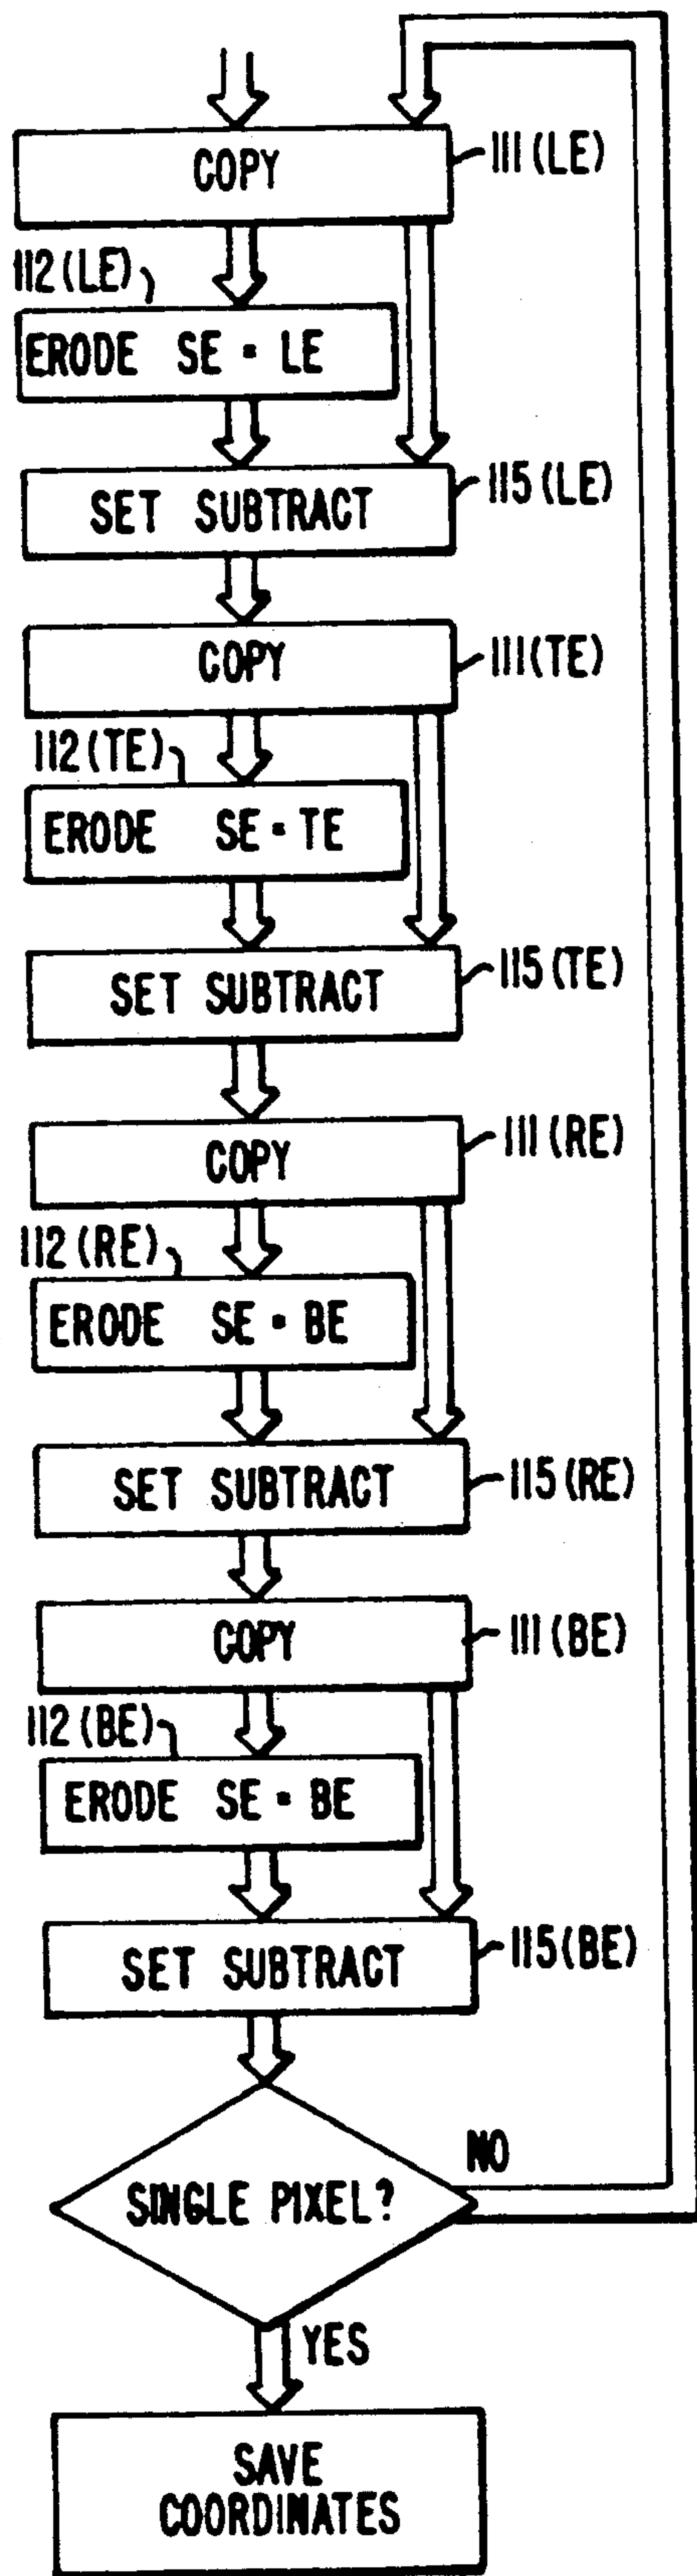 COPY
111(LE)
112(LE)
ERODE SE = LE
SET SUBTRACT
115(LE)
COPY
111(TE)
112(TE)
ERODE SE = TE
SET SUBTRACT
115(TE)
COPY
111(RE)
112(RE)
ERODE SE = BE
SET SUBTRACT
115(RE)
COPY
111(BE)
112(BE)
ERODE SE = BE
SET SUBTRACT
115(BE)
NO
SINGLE PIXEL?
YES
SAVE
COORDINATES